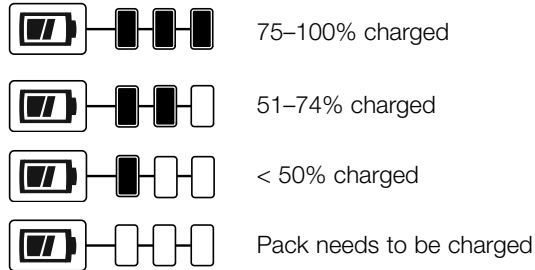 75–100% charged
51–74% charged
< 50% charged
Pack needs to be charged